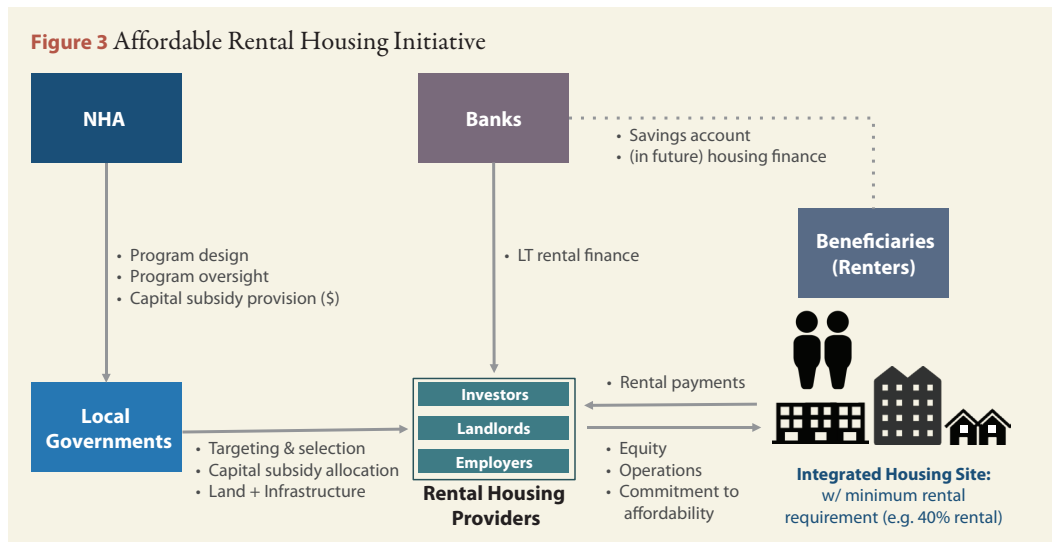 Figure 3 Affordable Rental Housing Initiative
NHA
Banks
• Savings account
• (in future) housing finance
Beneficiaries
(Renters)
• Program design
• Program oversight
• Capital subsidy provision ($)
• LT rental finance
Local
Governments
• Targeting & selection
• Capital subsidy allocation
• Land + Infrastructure
Investors
Landlords
Employers
Rental Housing
Providers
• Rental payments
• Equity
• Operations
• Commitment to
affordability
Integrated Housing Site:
w/ minimum rental
requirement (e.g. 40% rental)